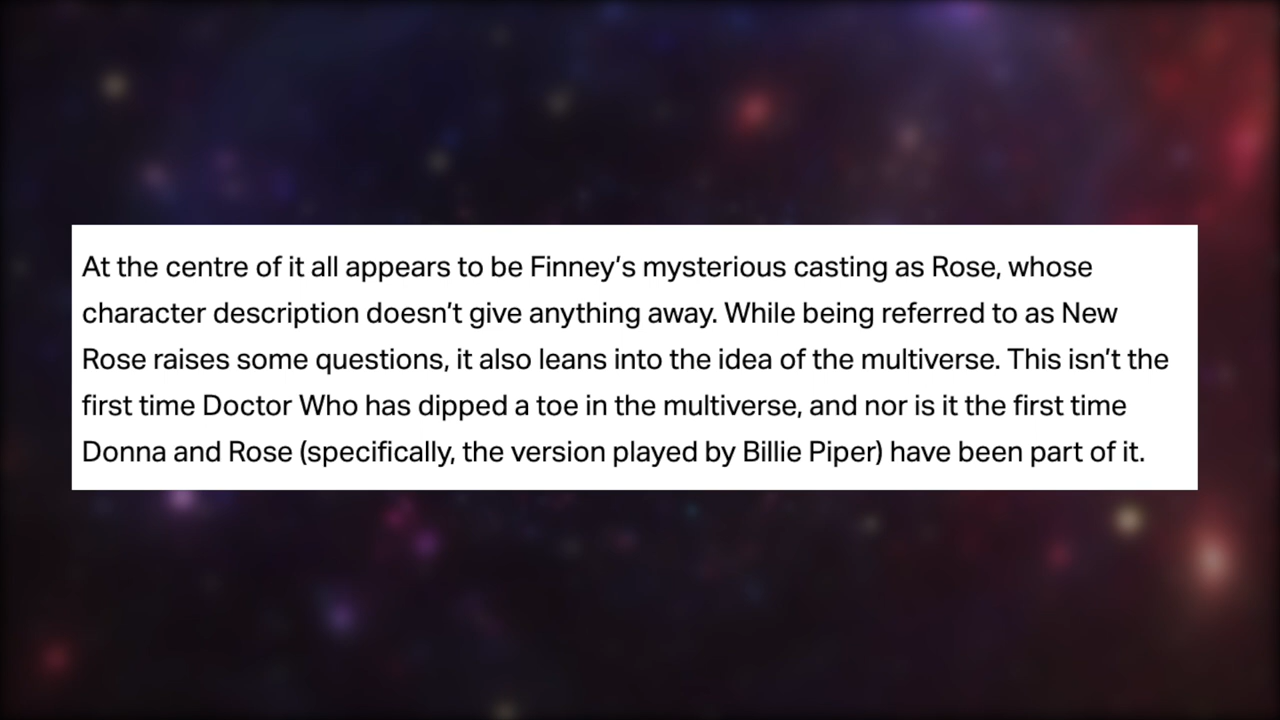 At the centre of it all appears to be Finney’s mysterious casting as Rose, whose
character description doesn’t give anything away. While being referred to as New
Rose raises some questions, it also leans into the idea of the multiverse. This isn’t the
first time Doctor Who has dipped a toe in the multiverse, and nor is it the first time
Donna and Rose (specifically, the version played by Billie Piper) have been part of it.